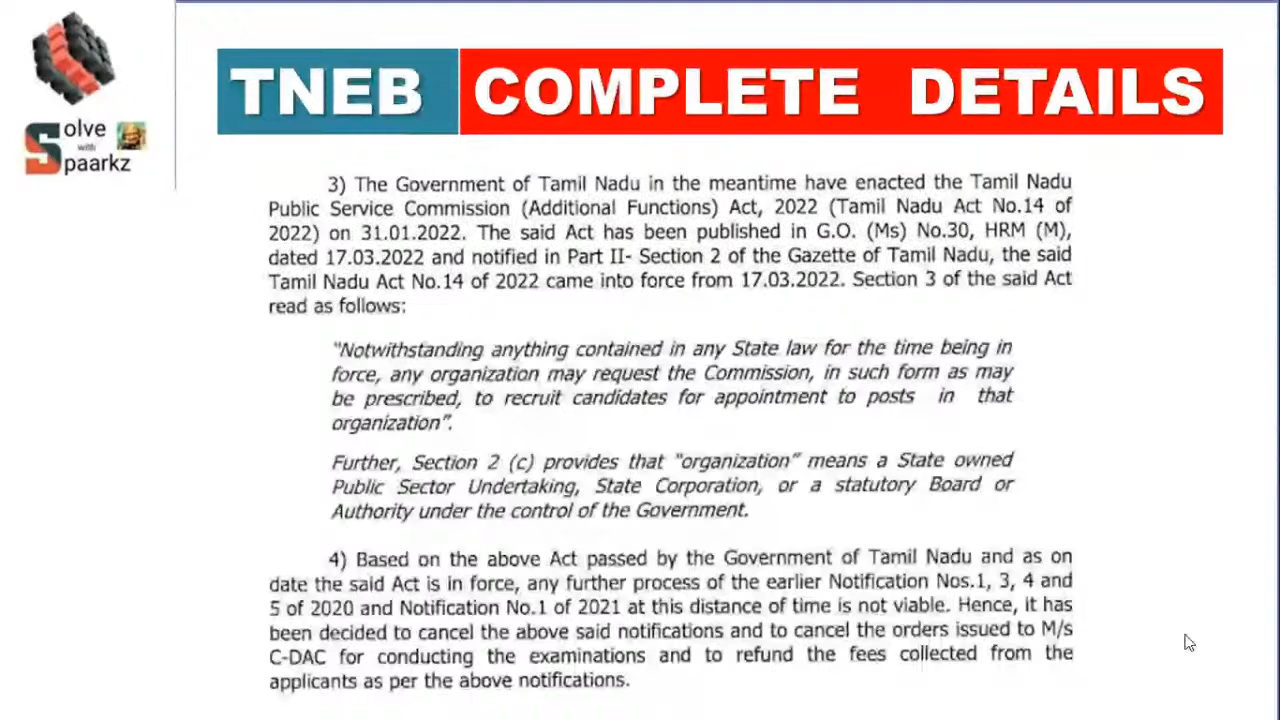 Solve
with
Spaarkz
TNEB COMPLETE DETAILS
3) The Government of Tamil Nadu in the meantime have enacted the Tamil Nadu
Public Service Commission (Additional Functions) Act, 2022 (Tamil Nadu Act No.14 of
2022) on 31.01.2022. The said Act has been published in G.O. (Ms) No.30, HRM (M),
dated 17.03.2022 and notified in Part II- Section 2 of the Gazette of Tamil Nadu, the said
Tamil Nadu Act No.14 of 2022 came into force from 17.03.2022. Section 3 of the said Act
read as follows:
"Notwithstanding anything contained in any State law for the time being in
force, any organization may request the Commission, in such form as may
be prescribed, to recruit candidates for appointment to posts in that
organization".
Further, Section 2 (c) provides that "organization" means a State owned
Public Sector Undertaking, State Corporation, or a statutory Board or
Authority under the control of the Government.
4) Based on the above Act passed by the Government of Tamil Nadu and as on
date the said Act is in force, any further process of the earlier Notification Nos.1, 3, 4 and
5 of 2020 and Notification No.1 of 2021 at this distance of time is not viable. Hence, it has
been decided to cancel the above said notifications and to cancel the orders issued to M/s
C-DAC for conducting the examinations and to refund the fees collected from the
applicants as per the above notifications.